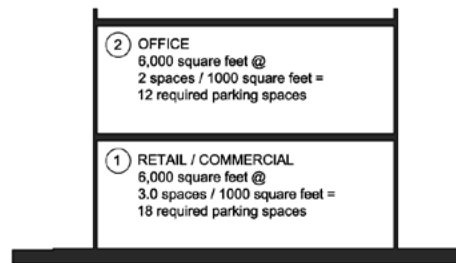 2 OFFICE
6,000 square feet @
2 spaces / 1000 square feet =
12 required parking spaces
1 RETAIL / COMMERCIAL
6,000 square feet @
3.0 spaces / 1000 square feet =
18 required parking spaces